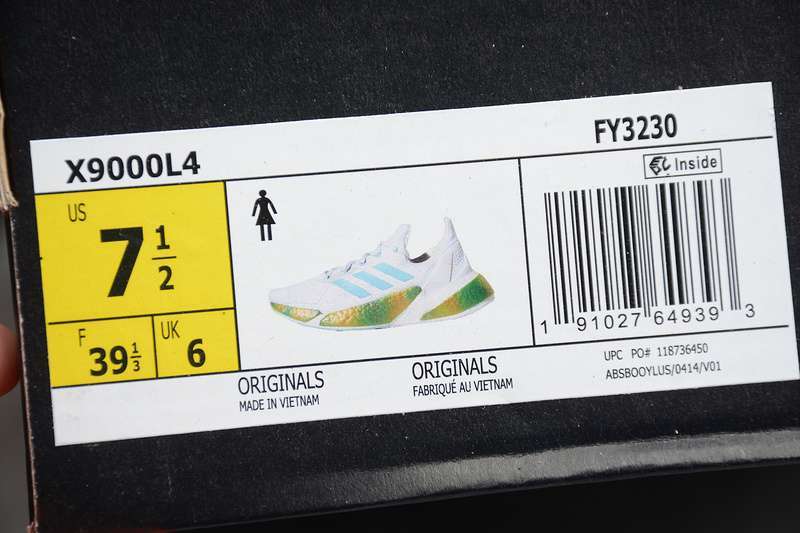 X9000L4
FY3230
Inside
US
7 1/2
F
39 1/3
UK
6
ORIGINALS
MADE IN VIETNAM
ORIGINALS
FABRIQUÉ AU VIETNAM
1 91027 64939 3
UPC PO# 118736450
ABSBOOYLUS/0414/V01